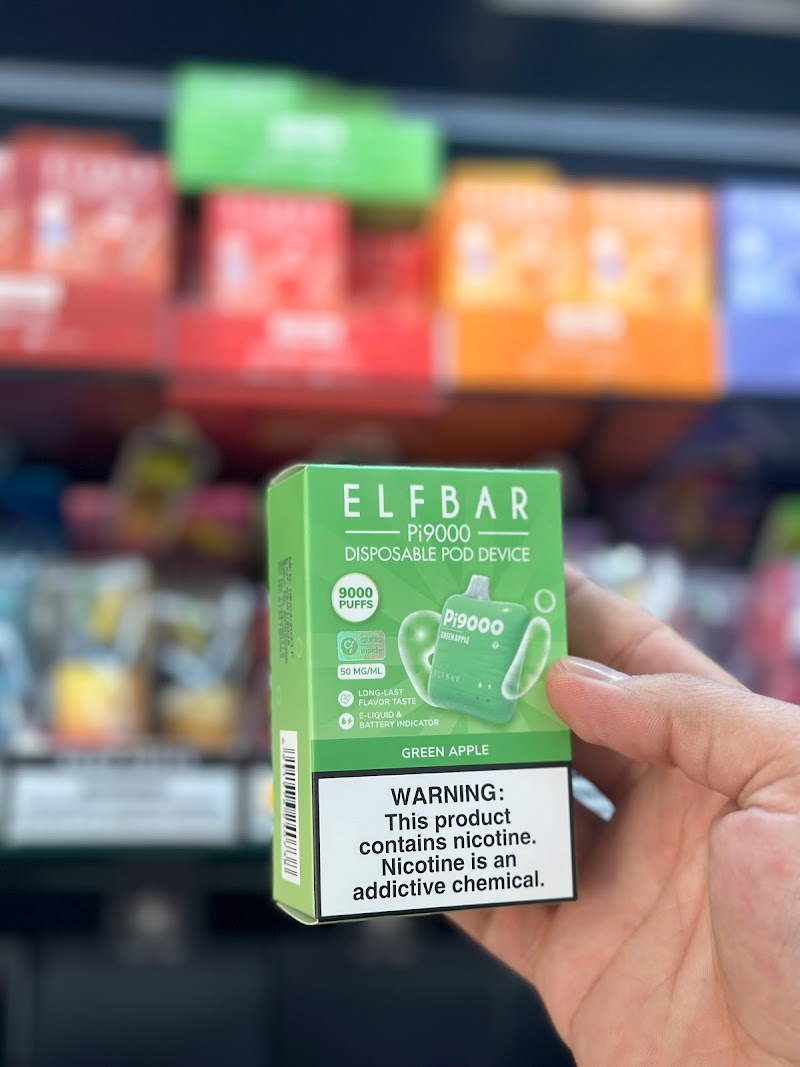 ELFBAR
Pi9000
DISPOSABLE POD DEVICE
9000
PUFFS
Pi9000
GREEN APPLE
ELFBAR
50 MG/ML
LONG-LAST
FLAVOR TASTE
E-LIQUID &
BATTERY INDICATOR
GREEN APPLE
WARNING:
This product
contains nicotine.
Nicotine is an
addictive chemical.
ELFBAR